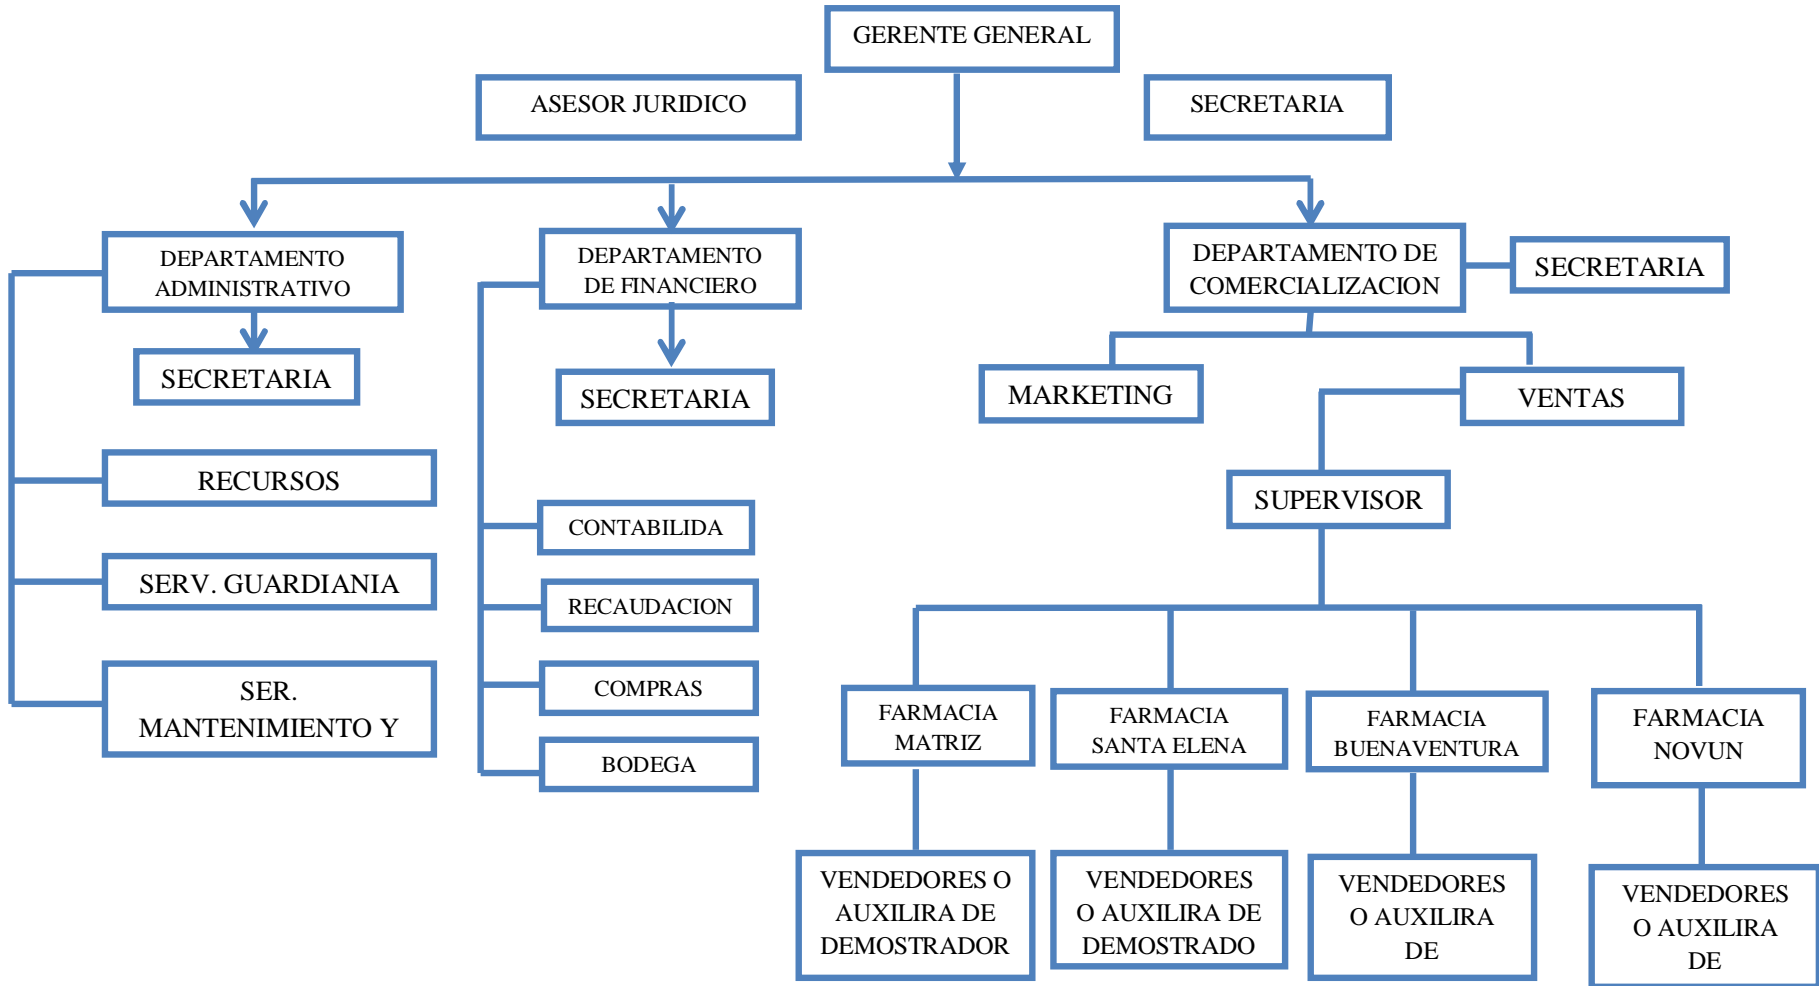 GERENTE GENERAL
ASESOR JURIDICO
SECRETARIA
DEPARTAMENTO
ADMINISTRATIVO
DEPARTAMENTO
DE FINANCIERO
DEPARTAMENTO DE
COMERCIALIZACION
SECRETARIA
SECRETARIA
SECRETARIA
MARKETING
VENTAS
RECURSOS
SERV. GUARDIANIA
SER.
MANTENIMIENTO Y
CONTABILIDA
RECAUDACION
COMPRAS
BODEGA
SUPERVISOR
FARMACIA
MATRIZ
FARMACIA
SANTA ELENA
FARMACIA
BUENAVENTURA
FARMACIA
NOVUN
VENDEDORES O
AUXILIRA DE
DEMOSTRADOR
VENDEDORES
O AUXILIRA DE
DEMOSTRADO
VENDEDORES
O AUXILIRA
DE
VENDEDORES
O AUXILIRA
DE